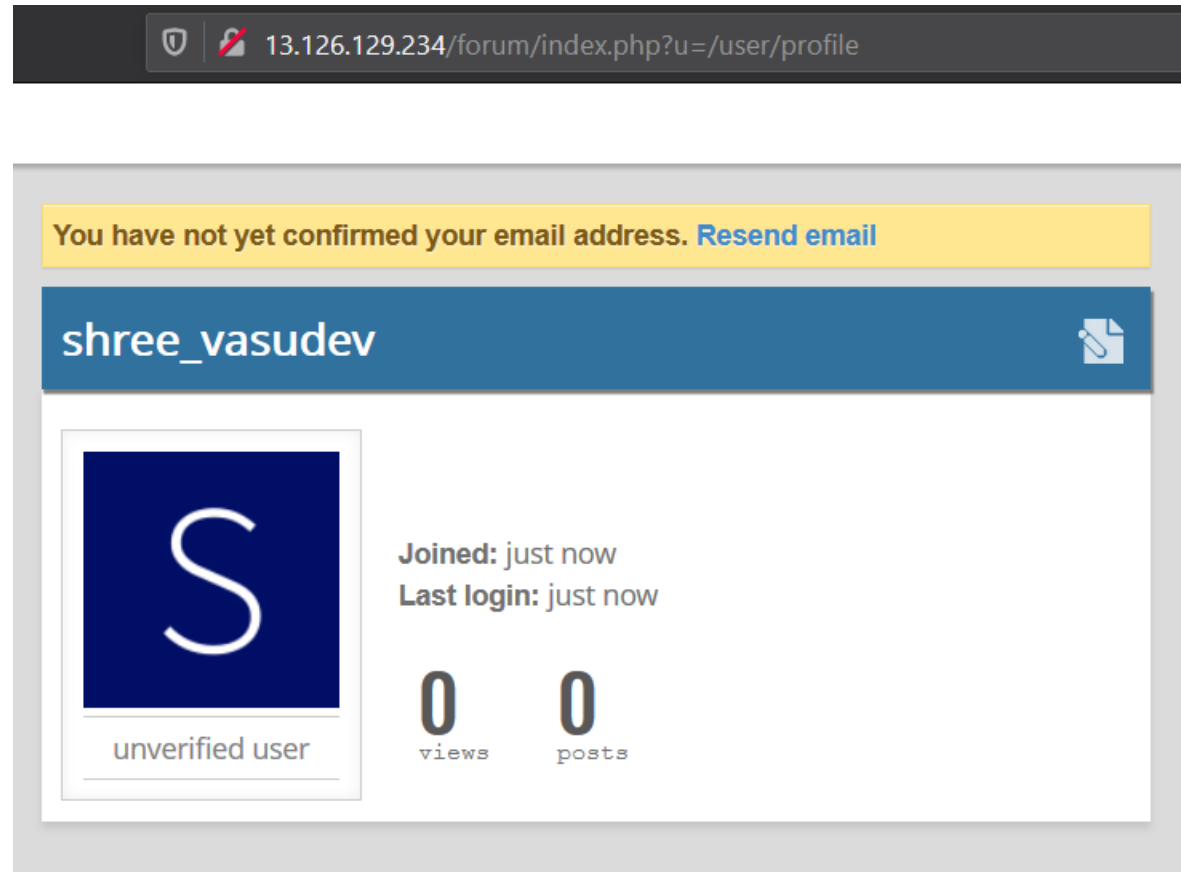 13.126.129.234/forum/index.php?u=/user/profile
You have not yet confirmed your email address. Resend email
shree_vasudev
S
unverified user
Joined: just now
Last login: just now
0 0
views posts